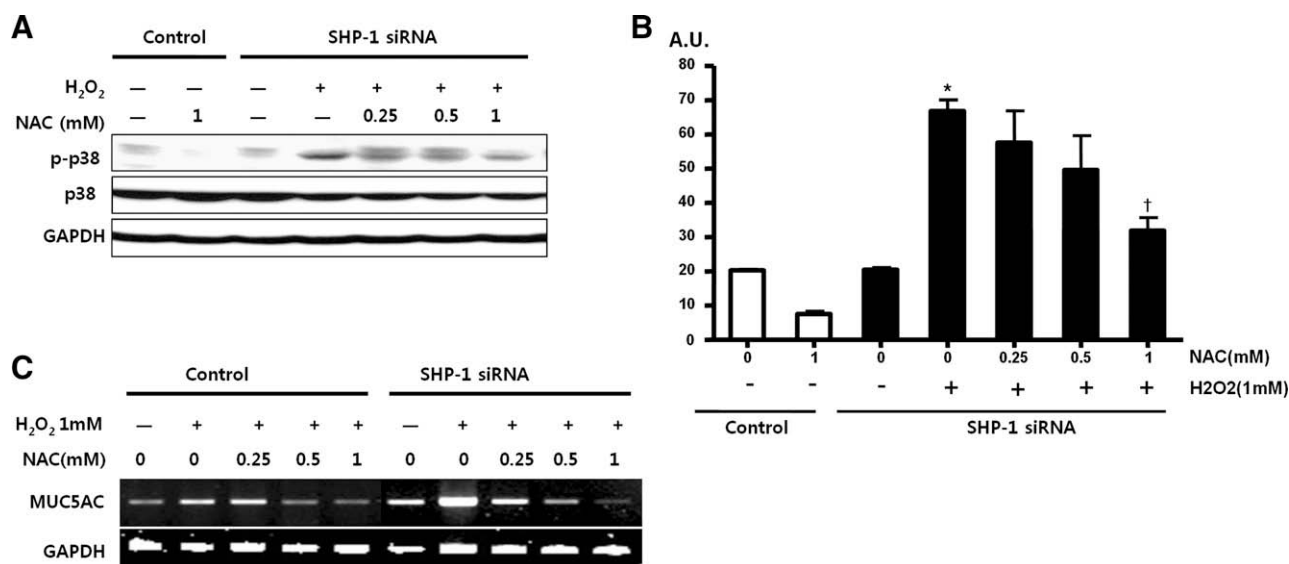 A
Control SHP-1 siRNA
H₂O₂ — — — + + + +
NAC (mM) — 1 — — 0.25 0.5 1
p-p38
p38
GAPDH
B
A.U.
80
70
60
50
40
30
20
10
0
*
†
0 1 0 0 0.25 0.5 1 NAC(mM)
- - - + + + + H2O2(1mM)
Control SHP-1 siRNA
C
Control SHP-1 siRNA
H₂O₂ 1mM — + + + + — + + + +
NAC(mM) 0 0 0.25 0.5 1 0 0 0.25 0.5 1
MUC5AC
GAPDH